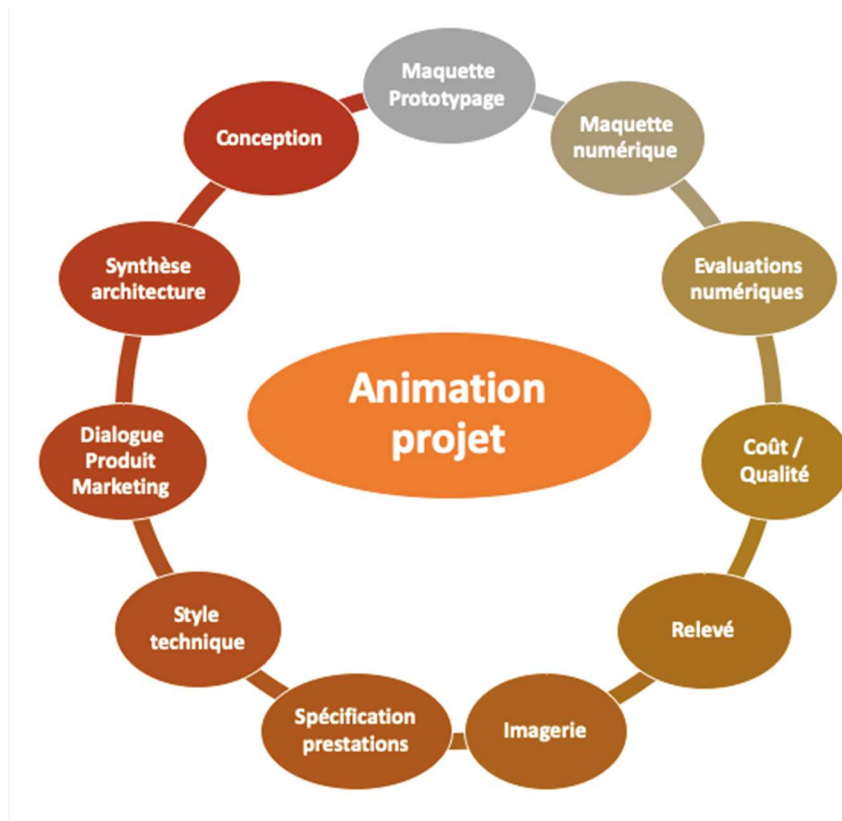 Maquette
Prototypage
Maquette
numérique
Evaluations
numériques
Coût /
Qualité
Relevé
Imagerie
Spécification
prestations
Style
technique
Dialogue
Produit
Marketing
Synthèse
architecture
Conception
Animation
projet